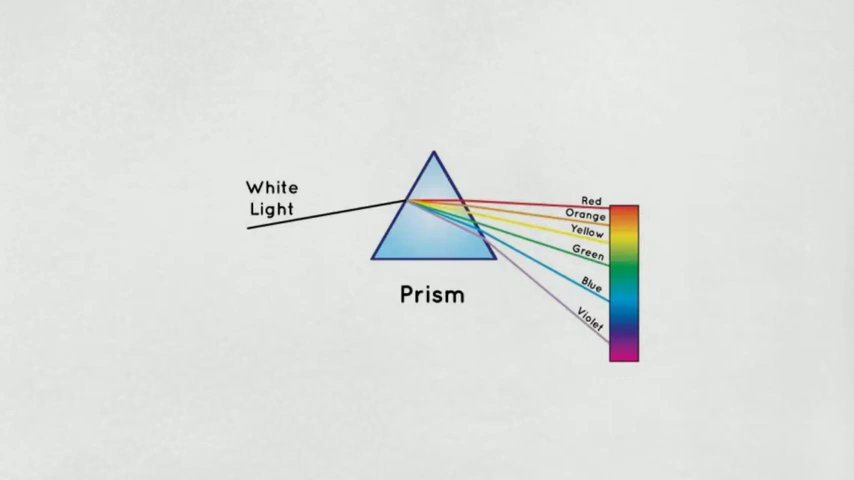 White
Light
Prism
Red
Orange
Yellow
Green
Blue
Violet